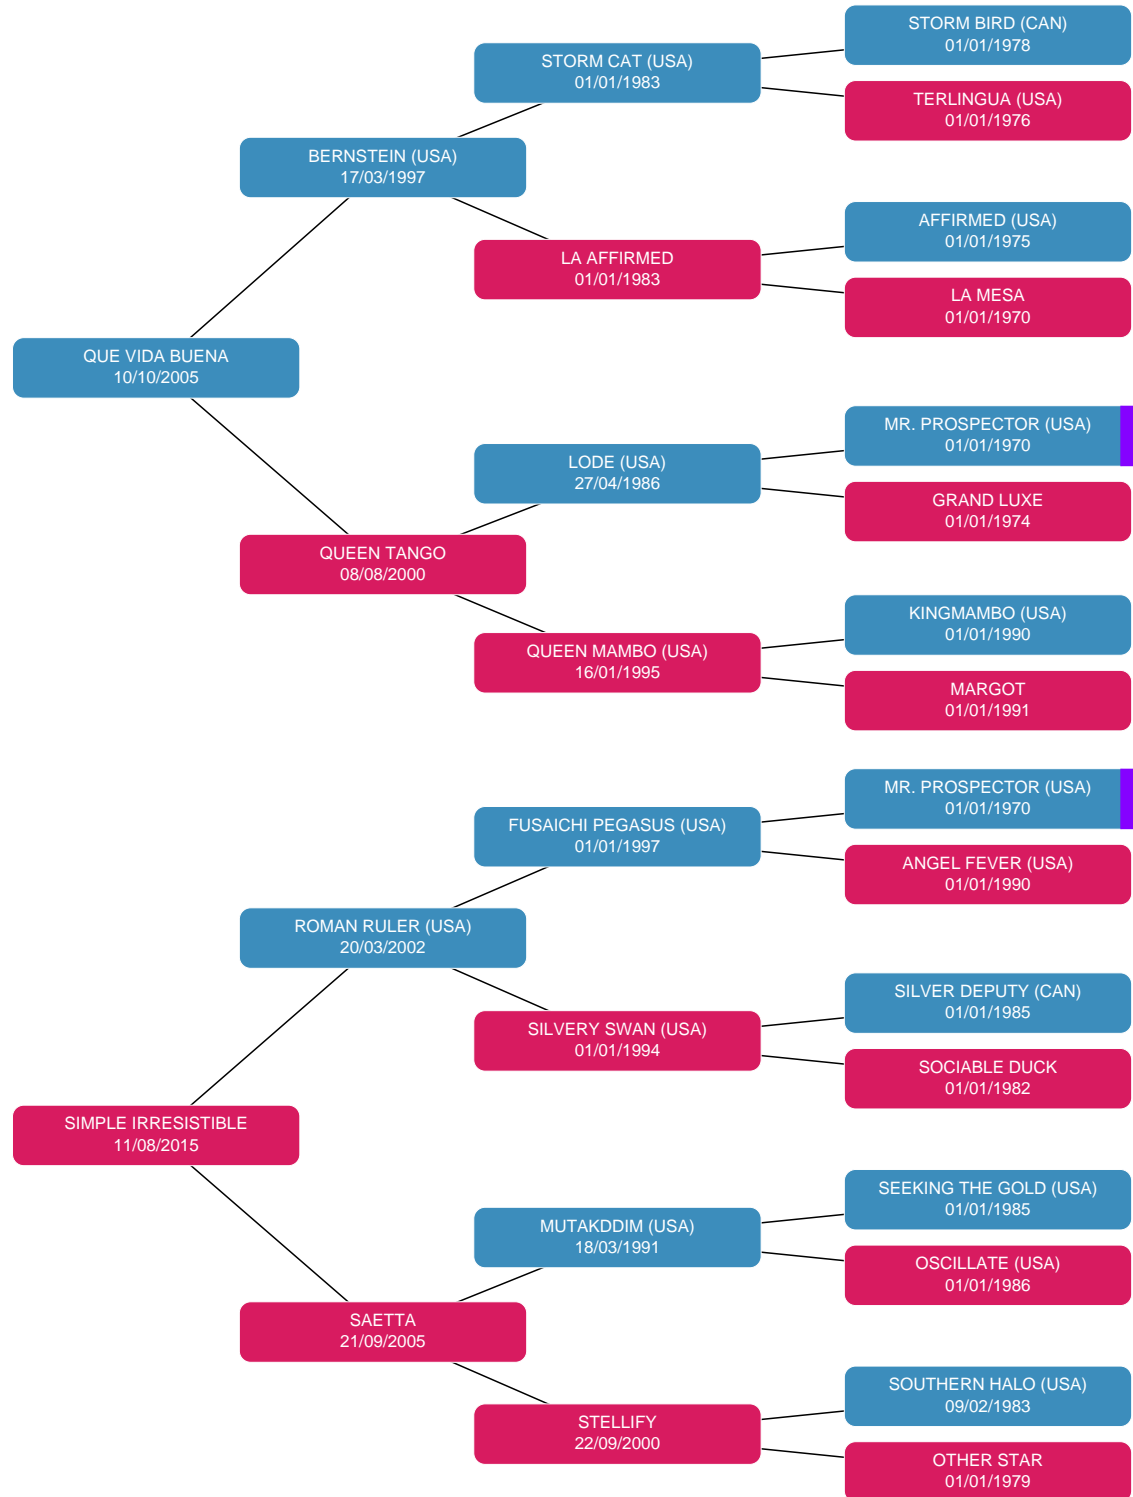 STORM BIRD (CAN)
01/01/1978
STORM CAT (USA)
01/01/1983
TERLINGUA (USA)
01/01/1976
BERNSTEIN (USA)
17/03/1997
AFFIRMED (USA)
01/01/1975
LA AFFIRMED
01/01/1983
LA MESA
01/01/1970
QUE VIDA BUENA
10/10/2005
MR. PROSPECTOR (USA)
01/01/1970
LODE (USA)
27/04/1986
GRAND LUXE
01/01/1974
QUEEN TANGO
08/08/2000
KINGMAMBO (USA)
01/01/1990
QUEEN MAMBO (USA)
16/01/1995
MARGOT
01/01/1991
MR. PROSPECTOR (USA)
01/01/1970
FUSAICHI PEGASUS (USA)
01/01/1997
ANGEL FEVER (USA)
01/01/1990
ROMAN RULER (USA)
20/03/2002
SILVER DEPUTY (CAN)
01/01/1985
SILVERY SWAN (USA)
01/01/1994
SOCIABLE DUCK
01/01/1982
SIMPLE IRRESISTIBLE
11/08/2015
SEEKING THE GOLD (USA)
01/01/1985
MUTAKDDIM (USA)
18/03/1991
OSCILLATE (USA)
01/01/1986
SAETTA
21/09/2005
SOUTHERN HALO (USA)
09/02/1983
STELLIFY
22/09/2000
OTHER STAR
01/01/1979